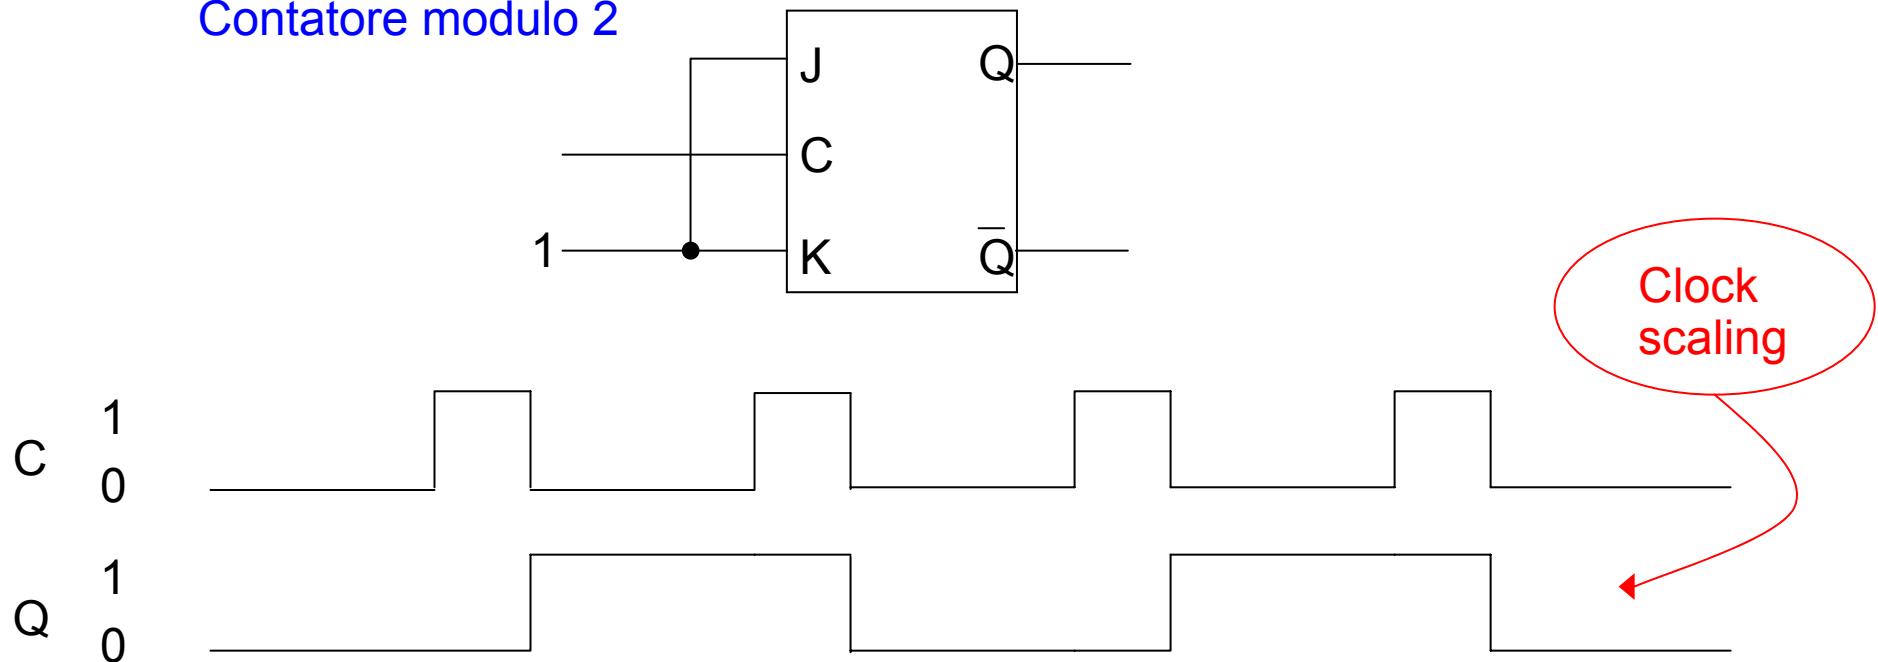 Contatore modulo 2
J Q
C
1 K Q̅
Clock
scaling
1
C
0
1
Q
0